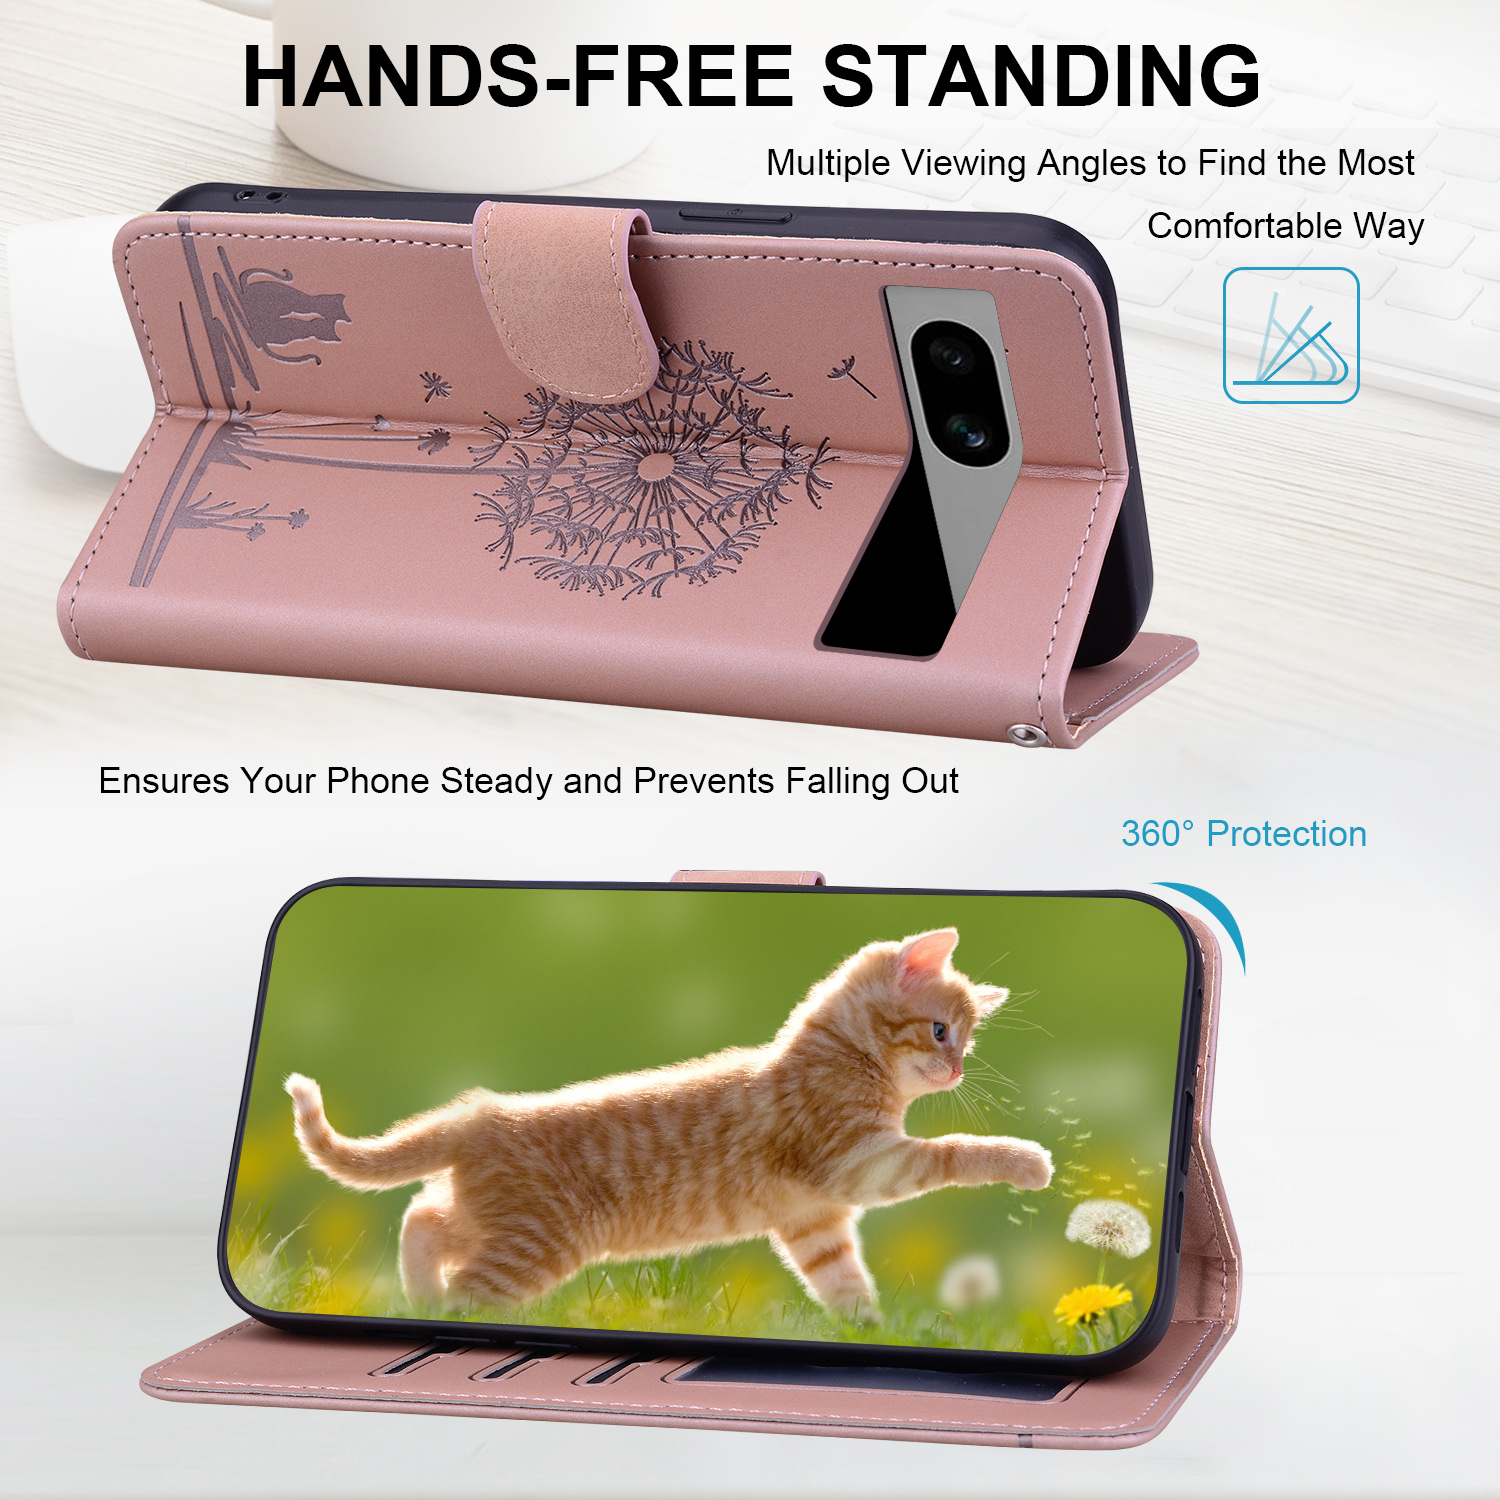 HANDS-FREE STANDING
Multiple Viewing Angles to Find the Most
Comfortable Way
Ensures Your Phone Steady and Prevents Falling Out
360° Protection